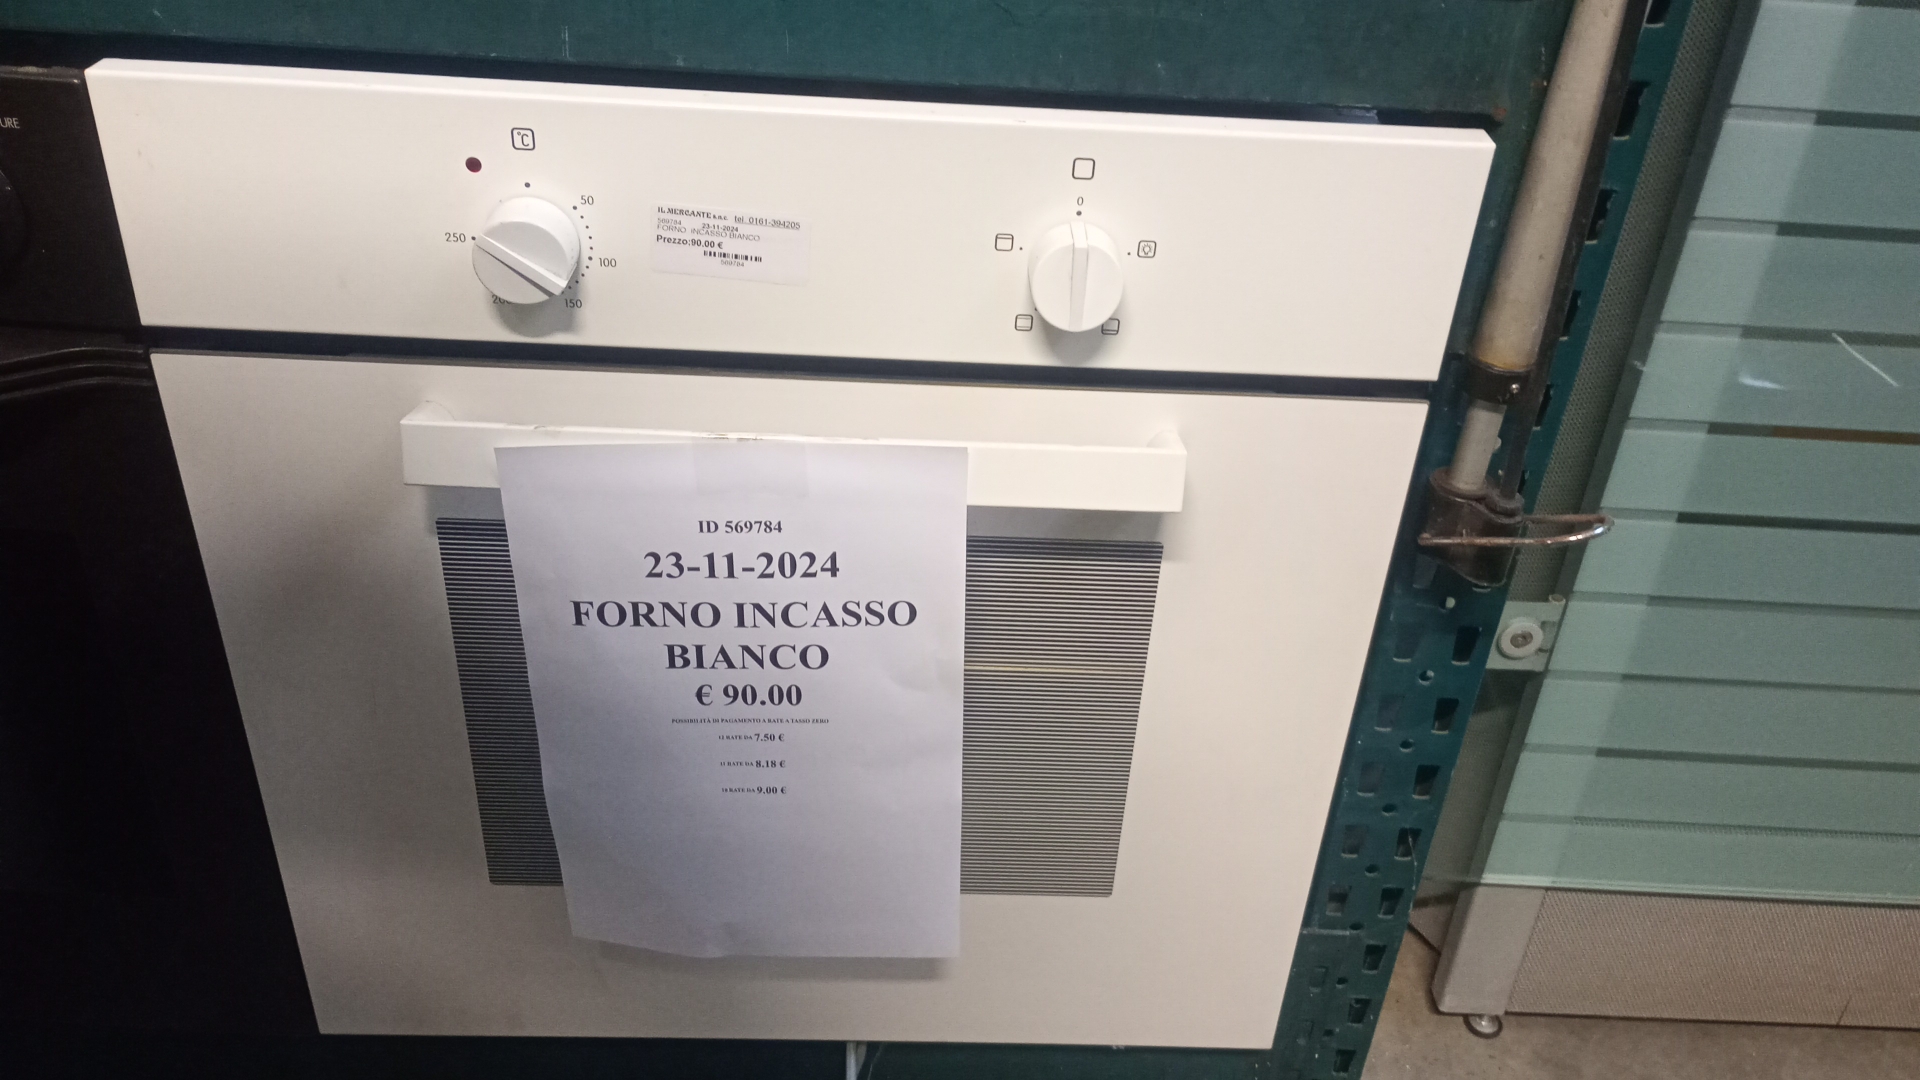 URE
°C
50
250
100
200
150
IL MERCANTE s.n.c. tel. 0161-394205
569784 23-11-2024
FORNO INCASSO BIANCO
Prezzo:90.00 €
569784
0
ID 569784
23-11-2024
FORNO INCASSO
BIANCO
€ 90.00
POSSIBILITÀ DI PAGAMENTO A RATE A TASSO ZERO
12 RATE DA 7.50 €
11 RATE DA 8.18 €
10 RATE DA 9.00 €